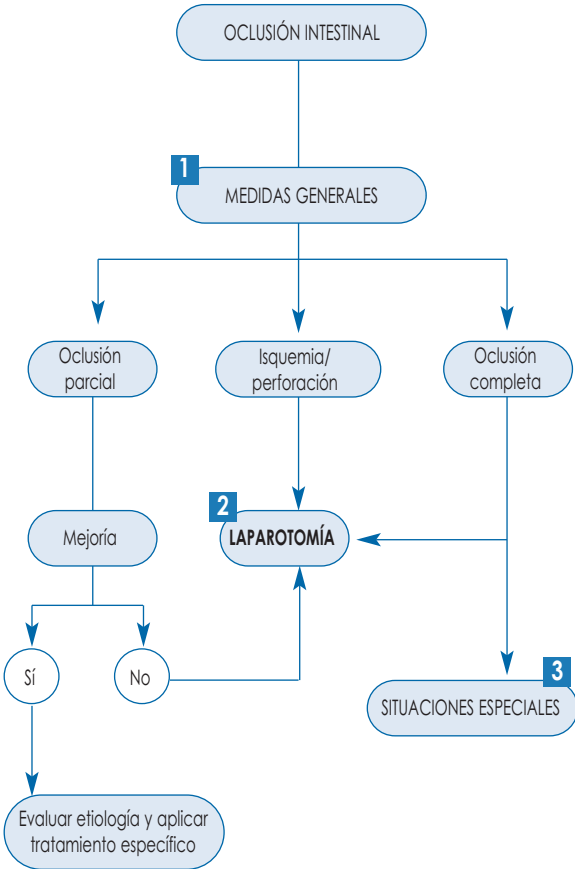 OCLUSIÓN INTESTINAL
1
MEDIDAS GENERALES
Oclusión
parcial
Isquemia/
perforación
Oclusión
completa
Mejoría
2
LAPAROTOMÍA
Sí
No
3
SITUACIONES ESPECIALES
Evaluar etiología y aplicar
tratamiento específico